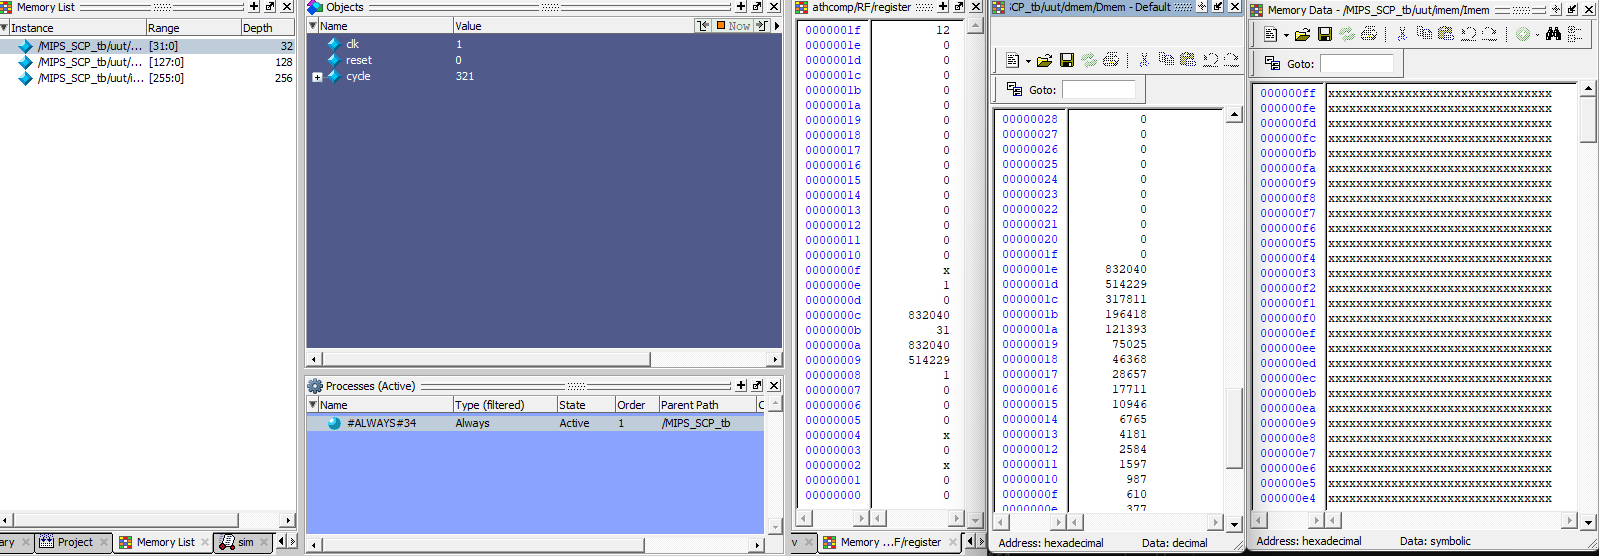 Memory List
Instance Range Depth
/MIPS_SCP_tb/uut/... [31:0] 32
/MIPS_SCP_tb/uut/... [127:0] 128
/MIPS_SCP_tb/uut/i... [255:0] 256
ary Project Memory List sim
Objects
Name Value
Now
clk 1
reset 0
cycle 321
Processes (Active)
Name Type (filtered) State Order Parent Path C
#ALWAYS#34 Always Active 1 /MIPS_SCP_tb
athcomp/RF/register
0000001f 12
0000001e 0
0000001d 0
0000001c 0
0000001b 0
0000001a 0
00000019 0
00000018 0
00000017 0
00000016 0
00000015 0
00000014 0
00000013 0
00000012 0
00000011 0
00000010 0
0000000f x
0000000e 1
0000000d 0
0000000c 832040
0000000b 31
0000000a 832040
00000009 514229
00000008 1
00000007 0
00000006 0
00000005 0
00000004 x
00000003 0
00000002 x
00000001 0
00000000 0
v Memory ...F/register
SCP_tb/uut/dmem/Dmem - Default
Goto:
00000028 0
00000027 0
00000026 0
00000025 0
00000024 0
00000023 0
00000022 0
00000021 0
00000020 0
0000001f 0
0000001e 832040
0000001d 514229
0000001c 317811
0000001b 196418
0000001a 121393
00000019 75025
00000018 46368
00000017 28657
00000016 17711
00000015 10946
00000014 6765
00000013 4181
00000012 2584
00000011 1597
00000010 987
0000000f 610
0000000e 377
Address: hexadecimal Data: decimal
Memory Data - /MIPS_SCP_tb/uut/imem/Imem
Goto:
000000ff xxxxxxxxxxxxxxxxxxxxxxxxxxxxxxxx
000000fe xxxxxxxxxxxxxxxxxxxxxxxxxxxxxxxx
000000fd xxxxxxxxxxxxxxxxxxxxxxxxxxxxxxxx
000000fc xxxxxxxxxxxxxxxxxxxxxxxxxxxxxxxx
000000fb xxxxxxxxxxxxxxxxxxxxxxxxxxxxxxxx
000000fa xxxxxxxxxxxxxxxxxxxxxxxxxxxxxxxx
000000f9 xxxxxxxxxxxxxxxxxxxxxxxxxxxxxxxx
000000f8 xxxxxxxxxxxxxxxxxxxxxxxxxxxxxxxx
000000f7 xxxxxxxxxxxxxxxxxxxxxxxxxxxxxxxx
000000f6 xxxxxxxxxxxxxxxxxxxxxxxxxxxxxxxx
000000f5 xxxxxxxxxxxxxxxxxxxxxxxxxxxxxxxx
000000f4 xxxxxxxxxxxxxxxxxxxxxxxxxxxxxxxx
000000f3 xxxxxxxxxxxxxxxxxxxxxxxxxxxxxxxx
000000f2 xxxxxxxxxxxxxxxxxxxxxxxxxxxxxxxx
000000f1 xxxxxxxxxxxxxxxxxxxxxxxxxxxxxxxx
000000f0 xxxxxxxxxxxxxxxxxxxxxxxxxxxxxxxx
000000ef xxxxxxxxxxxxxxxxxxxxxxxxxxxxxxxx
000000ee xxxxxxxxxxxxxxxxxxxxxxxxxxxxxxxx
000000ed xxxxxxxxxxxxxxxxxxxxxxxxxxxxxxxx
000000ec xxxxxxxxxxxxxxxxxxxxxxxxxxxxxxxx
000000eb xxxxxxxxxxxxxxxxxxxxxxxxxxxxxxxx
000000ea xxxxxxxxxxxxxxxxxxxxxxxxxxxxxxxx
000000e9 xxxxxxxxxxxxxxxxxxxxxxxxxxxxxxxx
000000e8 xxxxxxxxxxxxxxxxxxxxxxxxxxxxxxxx
000000e7 xxxxxxxxxxxxxxxxxxxxxxxxxxxxxxxx
000000e6 xxxxxxxxxxxxxxxxxxxxxxxxxxxxxxxx
000000e5 xxxxxxxxxxxxxxxxxxxxxxxxxxxxxxxx
000000e4 xxxxxxxxxxxxxxxxxxxxxxxxxxxxxxxx
Address: hexadecimal Data: symbolic